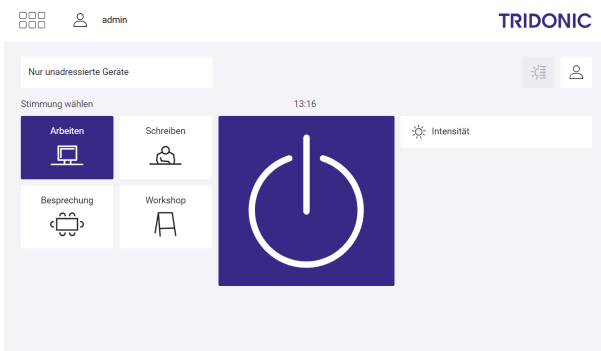 admin
TRIDONIC
Nur unadressierte Geräte
Stimmung wählen
13:16
Arbeiten
Schreiben
Intensität
Besprechung
Workshop